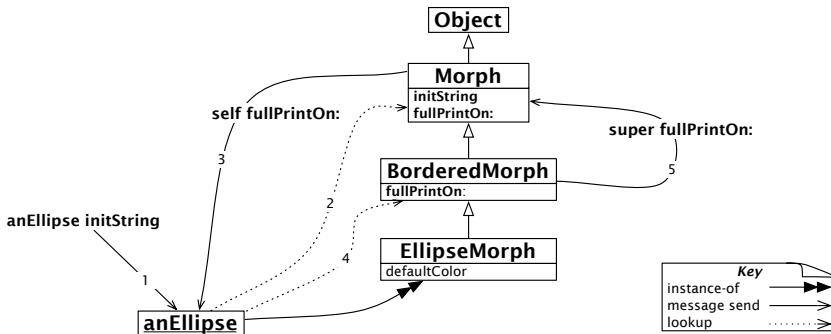 Object
Morph
initString
fullPrintOn:
self fullPrintOn:
super fullPrintOn:
3
2
BorderedMorph
fullPrintOn:
5
anEllipse initString
4
EllipseMorph
defaultColor
1
anEllipse
Key
instance-of
message send
lookup